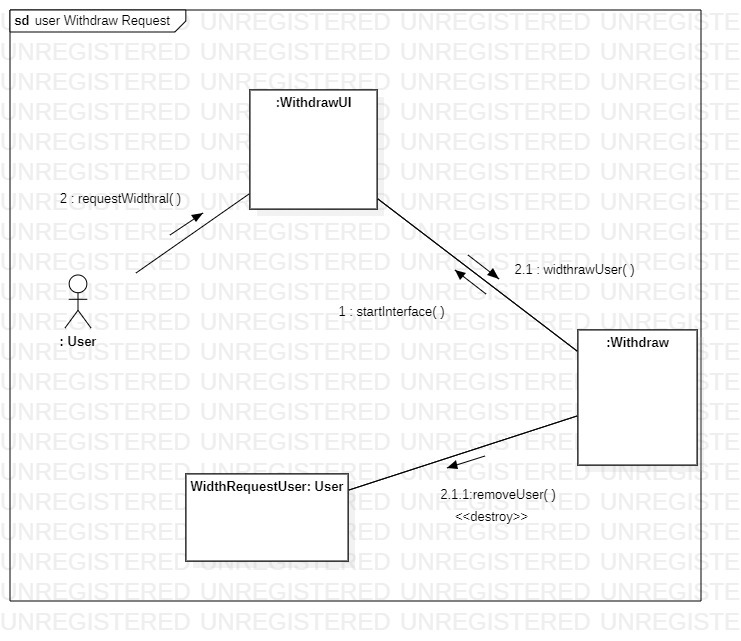 sd user Withdraw Request
:WithdrawUI
2 : requestWidthral( )
2.1 : widthrawUser( )
1 : startInterface( )
: User
:Withdraw
WidthRequestUser: User
2.1.1:removeUser( )
<<destroy>>
UNREGISTERED